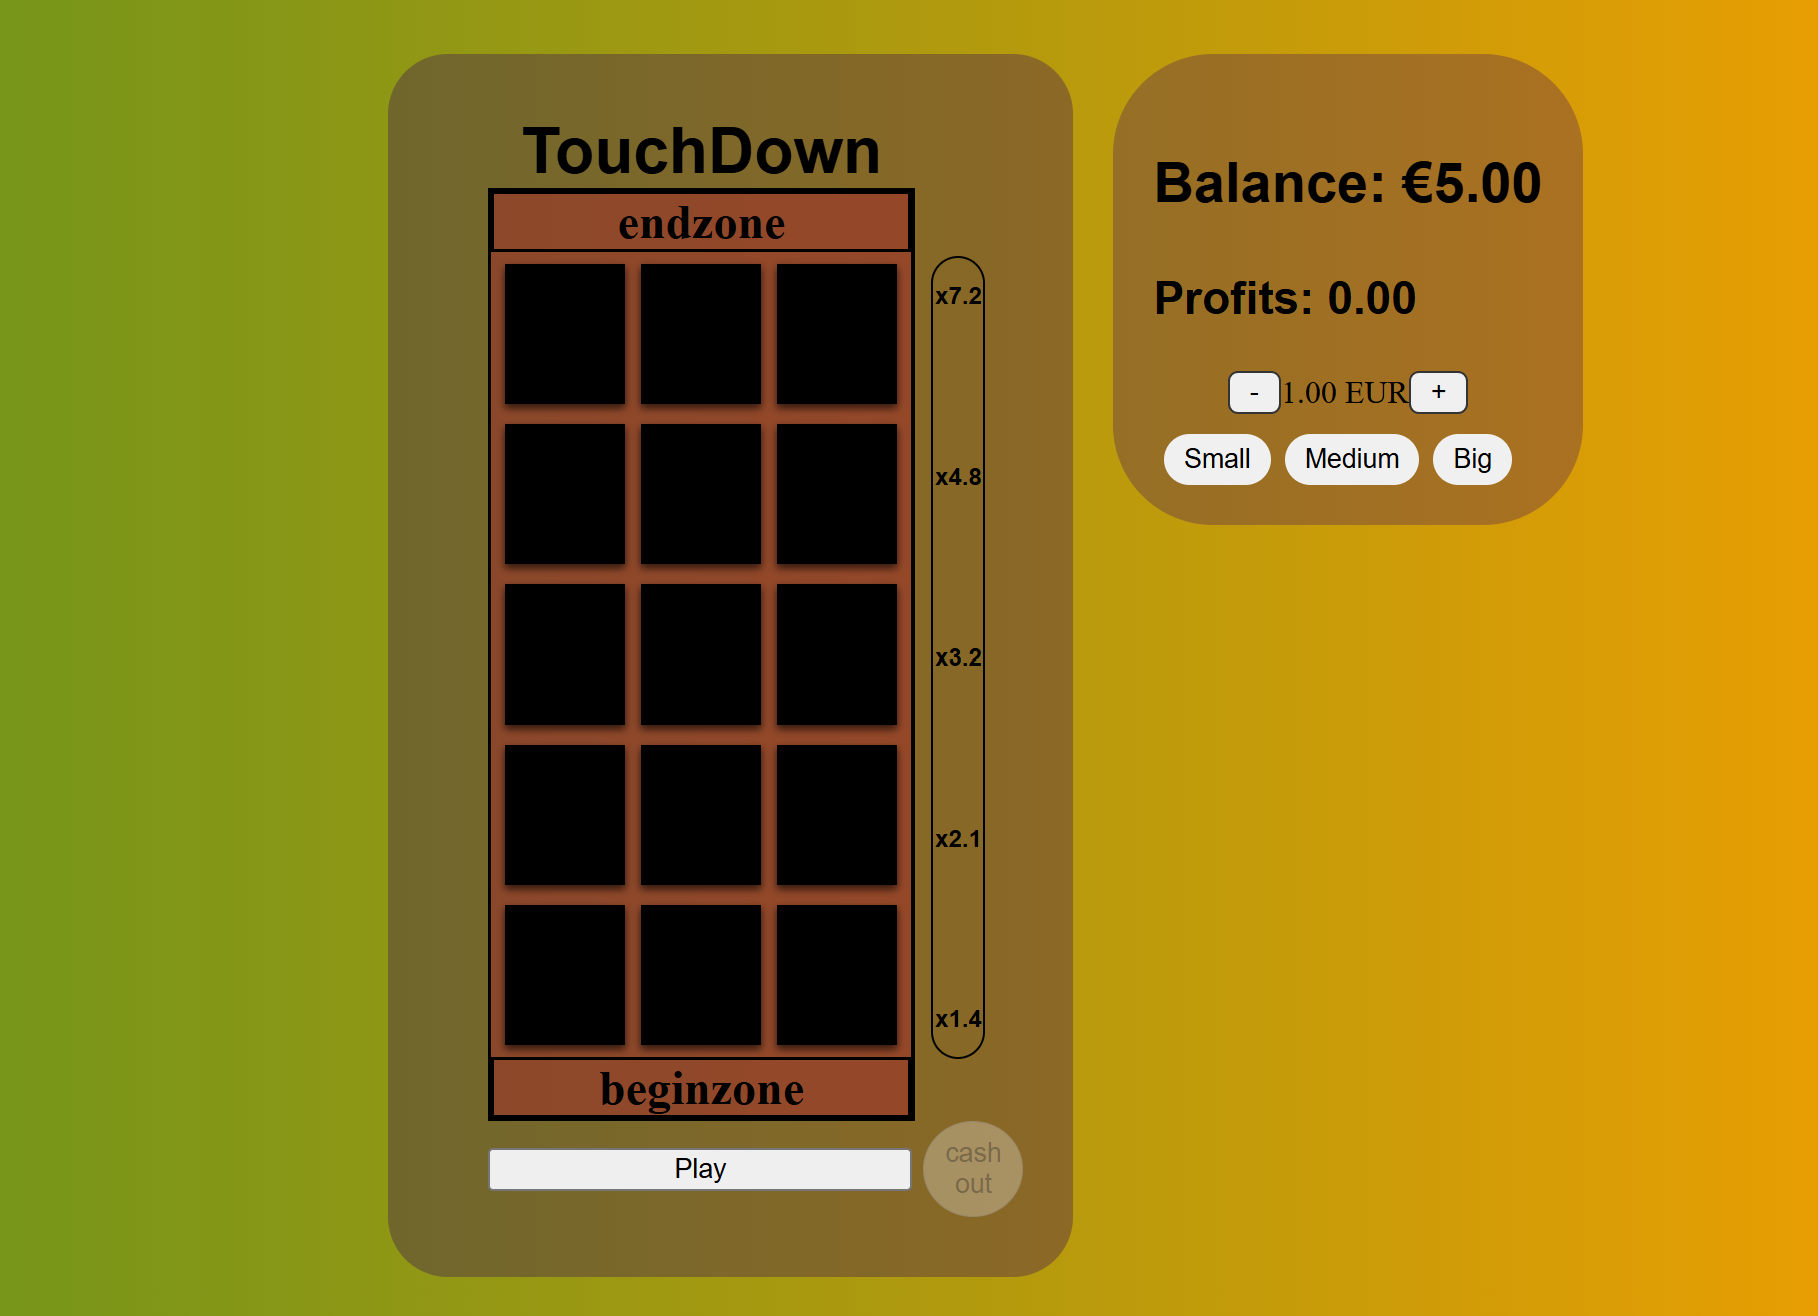 TouchDown
endzone
x7.2
x4.8
x3.2
x2.1
x1.4
beginzone
Play
cash
out
Balance: €5.00
Profits: 0.00
- 1.00 EUR +
Small Medium Big